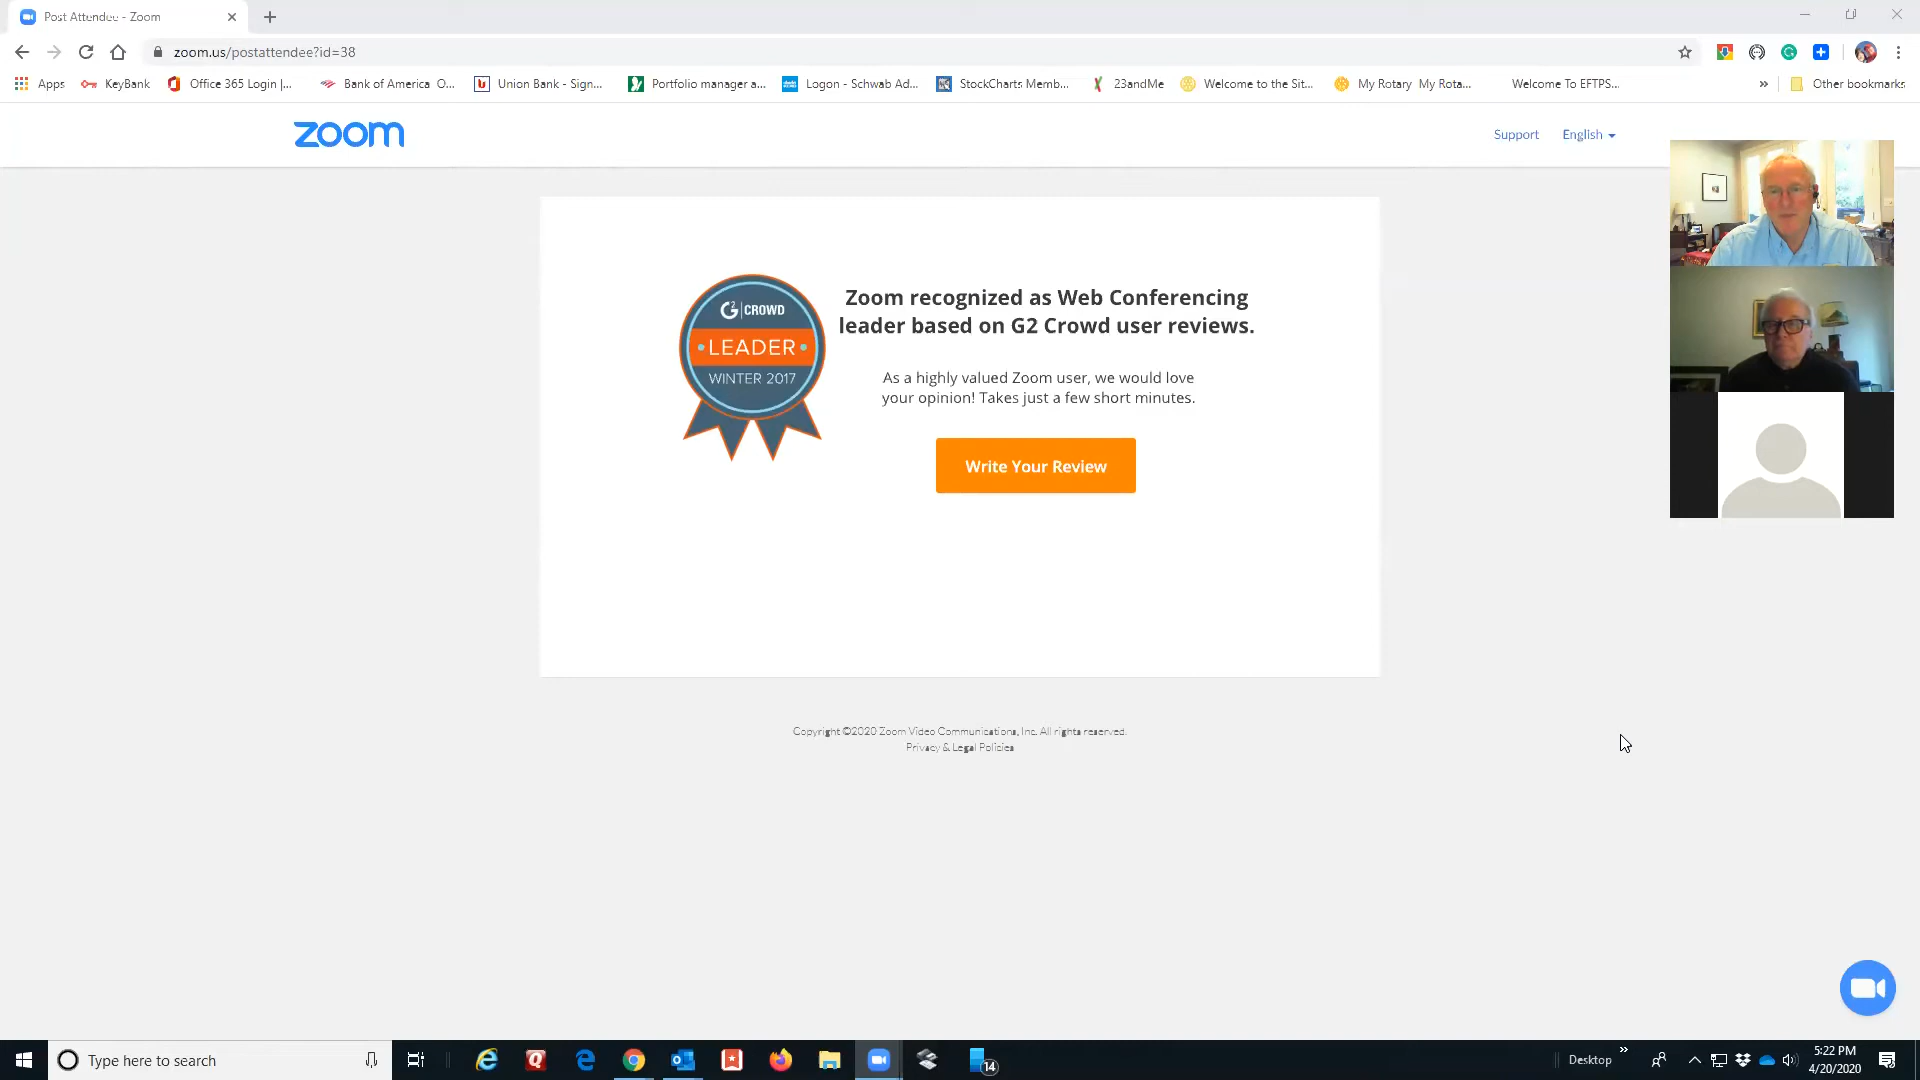 Post Attendee - Zoom
zoom.us/postattendee?id=38
Apps KeyBank Office 365 Login |... Bank of America O... Union Bank - Sign... Portfolio manager a... Logon - Schwab Ad... StockCharts Memb... 23andMe Welcome to the Sit... My Rotary My Rota... Welcome To EFTPS... » Other bookmarks
zoom
Support English
G2 CROWD
LEADER
WINTER 2017
Zoom recognized as Web Conferencing
leader based on G2 Crowd user reviews.
As a highly valued Zoom user, we would love
your opinion! Takes just a few short minutes.
Write Your Review
Copyright ©2020 Zoom Video Communications, Inc. All rights reserved.
Privacy & Legal Policies
Type here to search
14
Desktop »
5:22 PM
4/20/2020